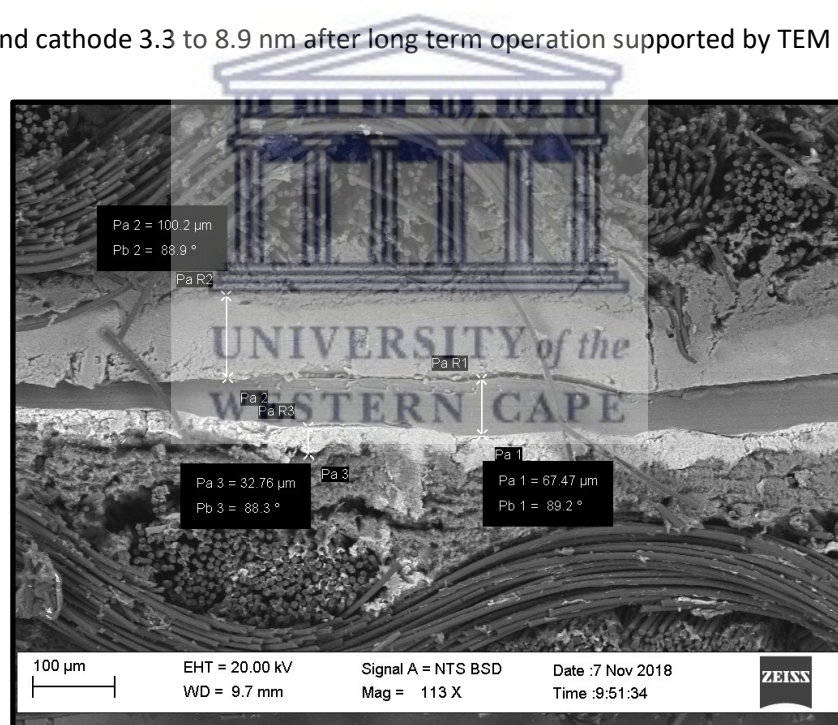 nd cathode 3.3 to 8.9 nm after long term operation supported by TEM
Pa 2 = 100.2 µm
Pb 2 = 88.9 °
Pa R2
UNIVERSITY of the
Pa R1
WESTERN CAPE
Pa 2
Pa R3
Pa 1
Pa 3
Pa 3 = 32.76 µm
Pb 3 = 88.3 °
Pa 1 = 67.47 µm
Pb 1 = 89.2 °
100 µm
EHT = 20.00 kV
Signal A = NTS BSD
Date :7 Nov 2018
ZEISS
WD = 9.7 mm
Mag = 113 X
Time :9:51:34